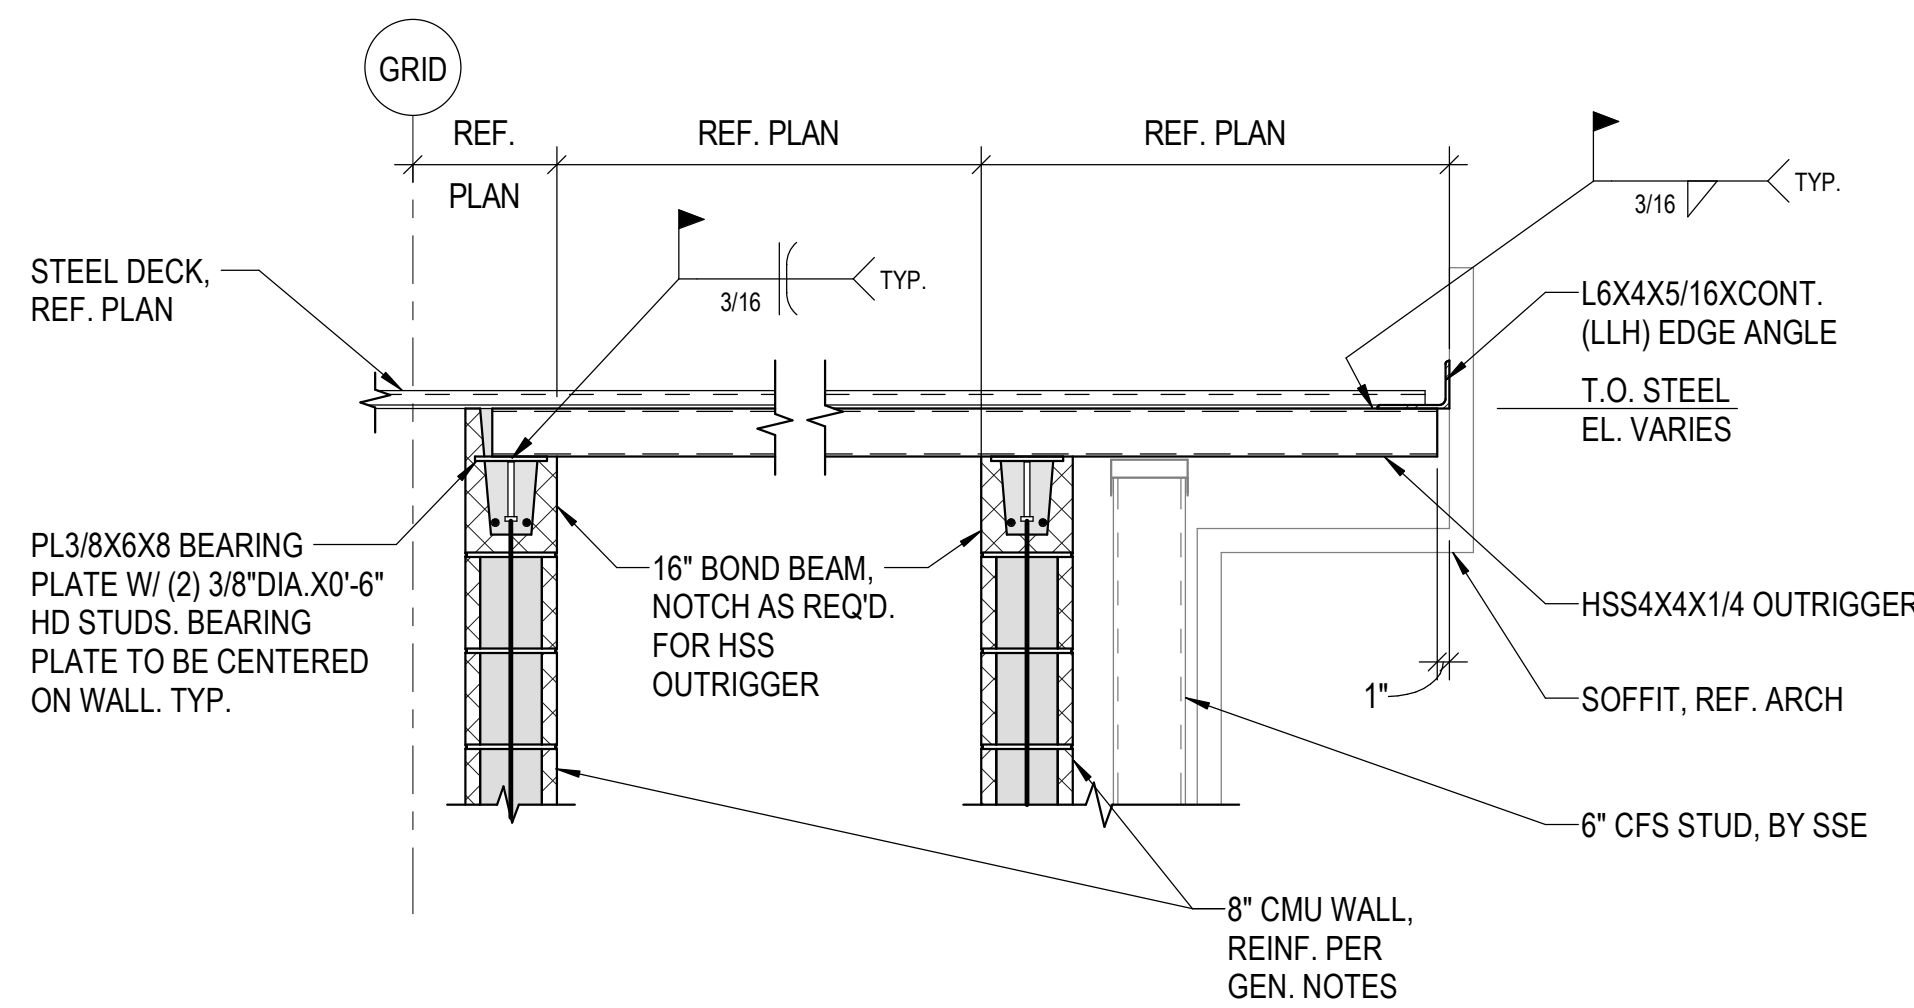 GRID
REF.
PLAN
REF. PLAN
REF. PLAN
3/16
TYP.
3/16
TYP.
STEEL DECK,
REF. PLAN
L6X4X5/16XCONT.
(LLH) EDGE ANGLE
T.O. STEEL
EL. VARIES
PL3/8X6X8 BEARING
PLATE W/ (2) 3/8"DIA.X0'-6"
HD STUDS. BEARING
PLATE TO BE CENTERED
ON WALL. TYP.
16" BOND BEAM,
NOTCH AS REQ'D.
FOR HSS
OUTRIGGER
HSS4X4X1/4 OUTRIGGER
1"
SOFFIT, REF. ARCH
6" CFS STUD, BY SSE
8" CMU WALL,
REINF. PER
GEN. NOTES